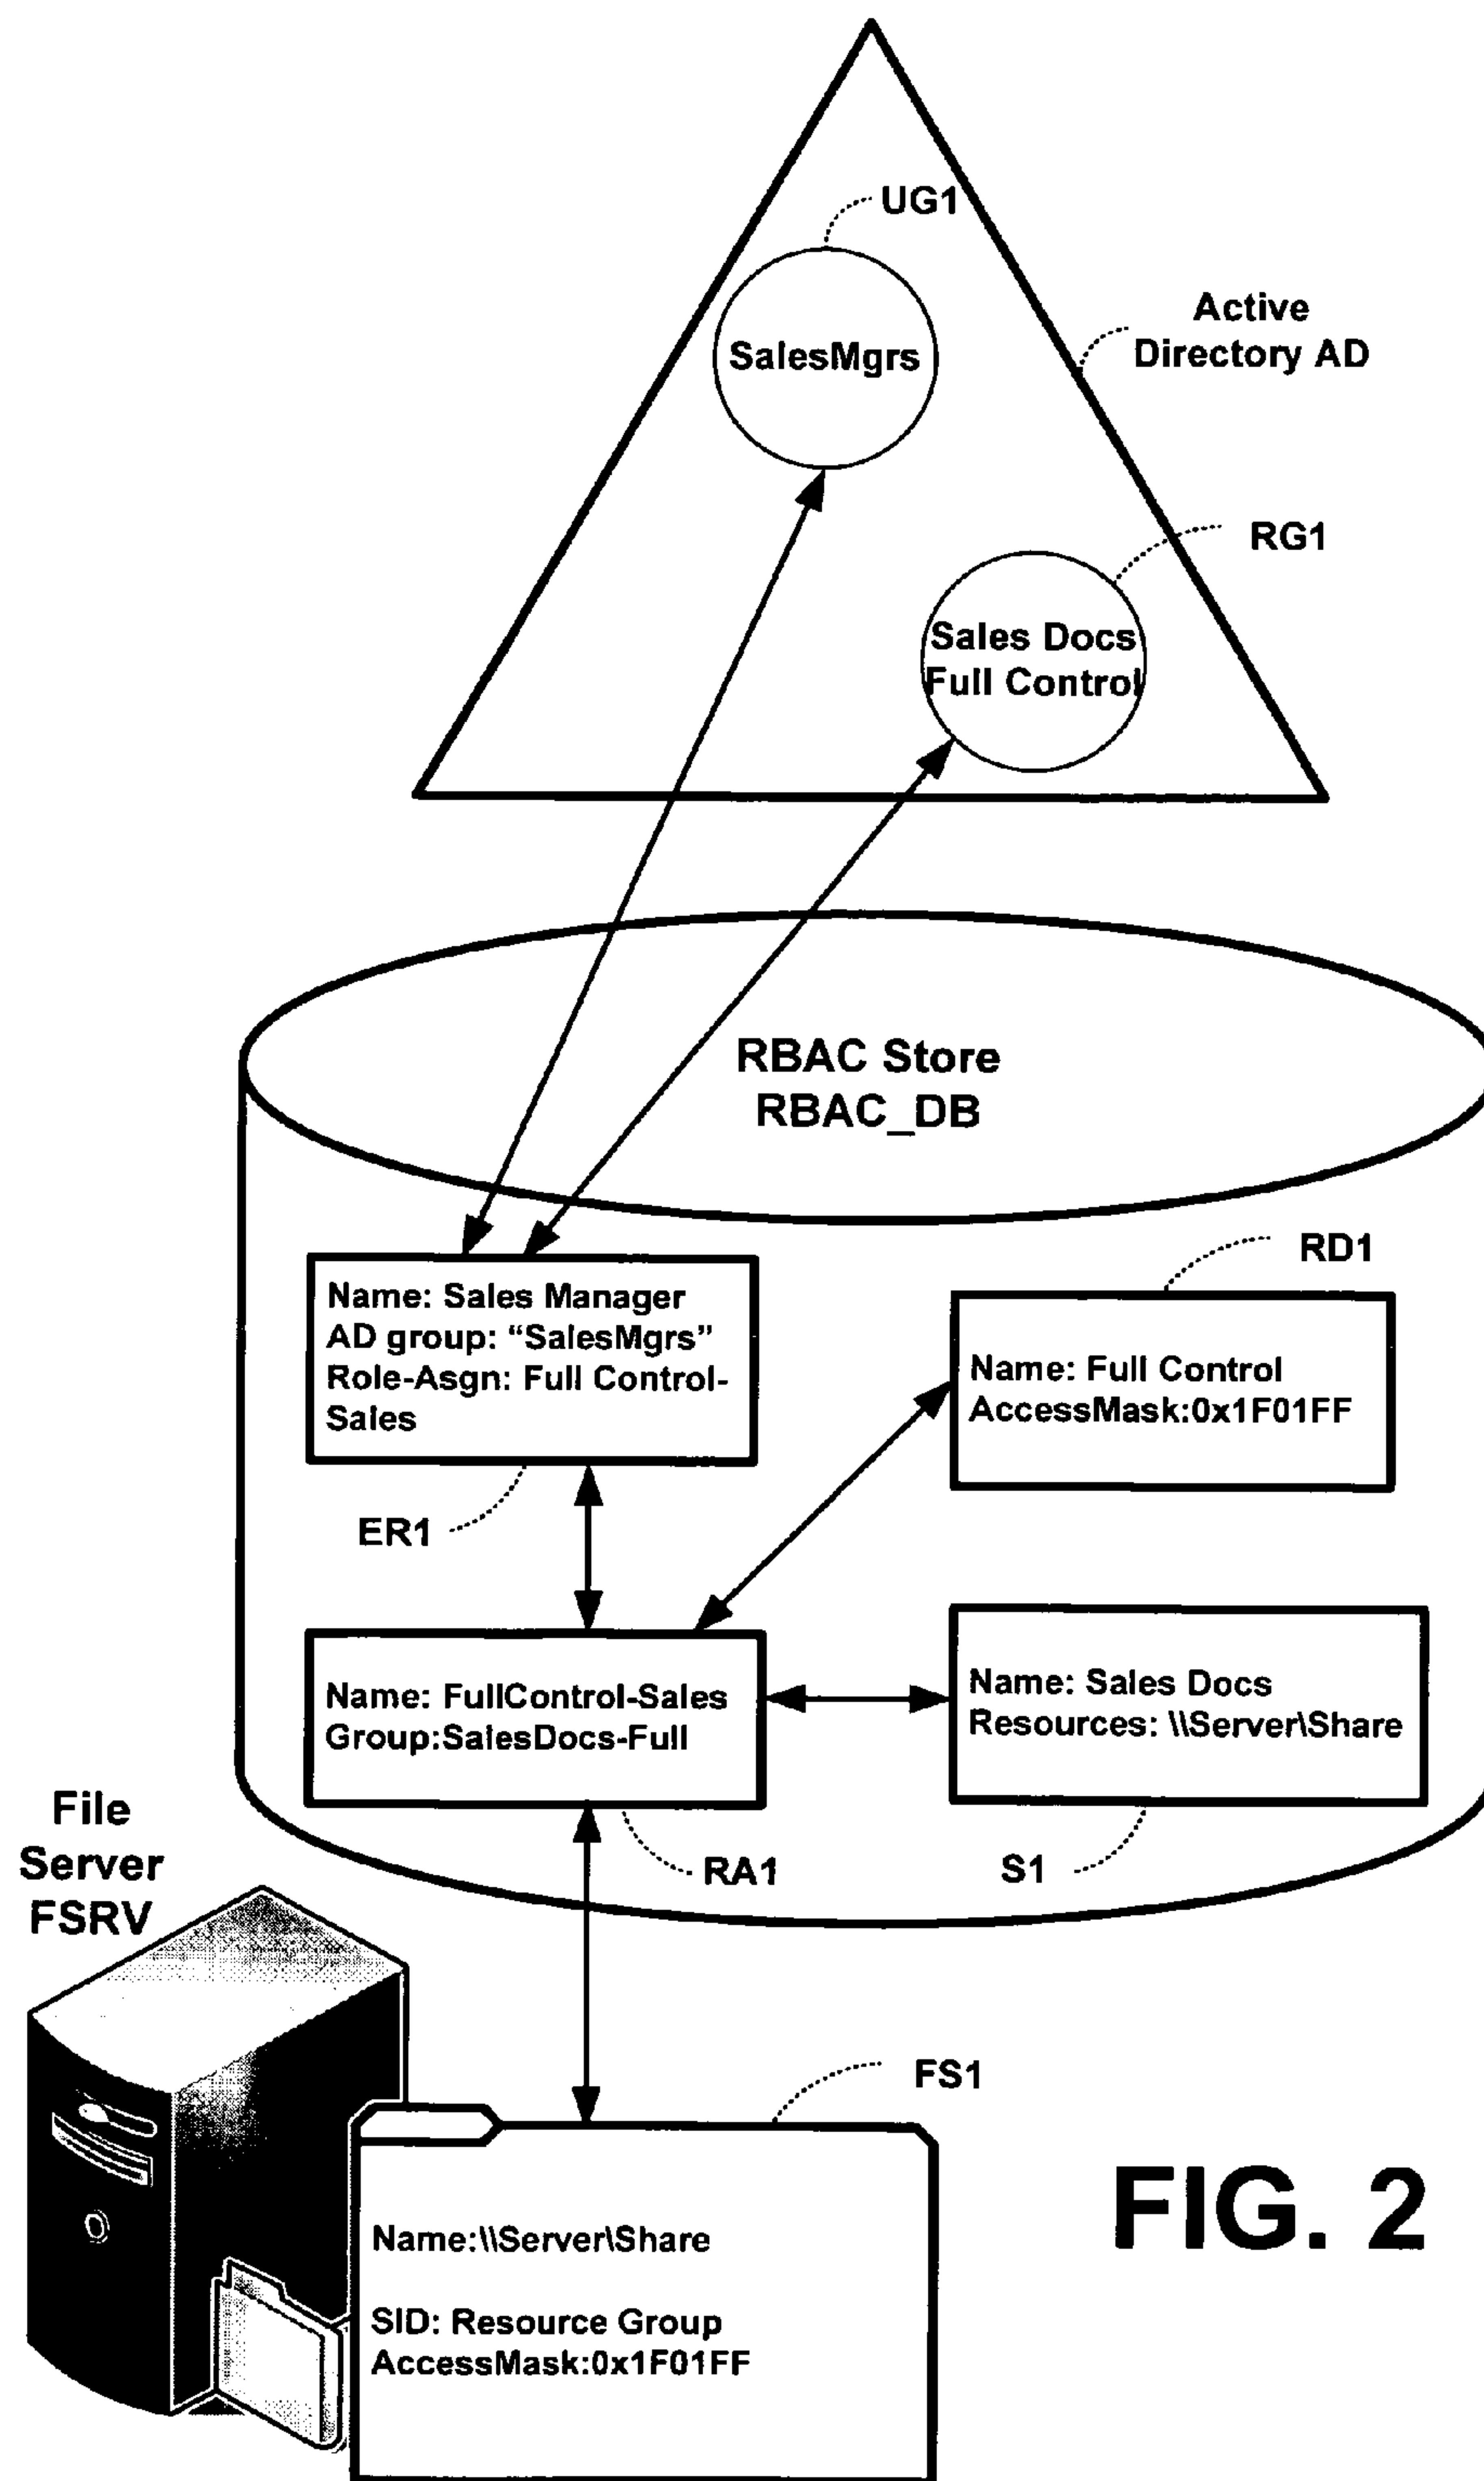 UG1
SalesMgrs
Active
Directory AD
RG1
Sales Docs
Full Control
RBAC Store
RBAC_DB
Name: Sales Manager
AD group: “SalesMgrs”
Role-Asgn: Full Control-
Sales
RD1
Name: Full Control
AccessMask:0x1F01FF
ER1
Name: FullControl-Sales
Group:SalesDocs-Full
Name: Sales Docs
Resources: \\Server\Share
RA1
S1
File
Server
FSRV
FS1
Name:\\Server\Share
SID: Resource Group
AccessMask:0x1F01FF
FIG. 2